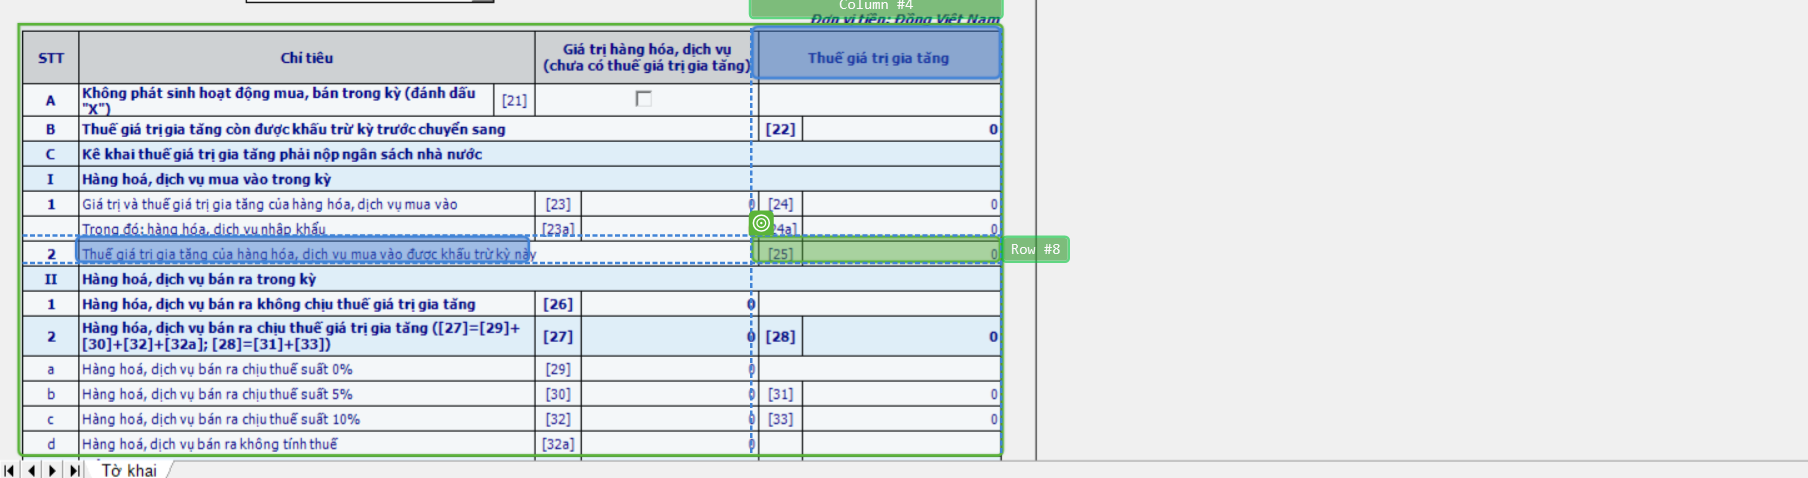 Column #4
Đơn vị tiền: Đồng Việt Nam
STT Chỉ tiêu Giá trị hàng hóa, dịch vụ (chưa có thuế giá trị gia tăng) Thuế giá trị gia tăng
A Không phát sinh hoạt động mua, bán trong kỳ (đánh dấu "X") [21]
B Thuế giá trị gia tăng còn được khấu trừ kỳ trước chuyển sang [22] 0
C Kê khai thuế giá trị gia tăng phải nộp ngân sách nhà nước
I Hàng hoá, dịch vụ mua vào trong kỳ
1 Giá trị và thuế giá trị gia tăng của hàng hóa, dịch vụ mua vào [23] 0 [24] 0
Trong đó: hàng hóa, dịch vụ nhập khẩu [23a] 24a] 0
2 Thuế giá trị gia tăng của hàng hóa, dịch vụ mua vào được khấu trừ kỳ này [25] 0
Row #8
II Hàng hoá, dịch vụ bán ra trong kỳ
1 Hàng hóa, dịch vụ bán ra không chịu thuế giá trị gia tăng [26] 0
2 Hàng hóa, dịch vụ bán ra chịu thuế giá trị gia tăng ([27]=[29]+ [30]+[32]+[32a]; [28]=[31]+[33]) [27] 0 [28] 0
a Hàng hoá, dịch vụ bán ra chịu thuế suất 0% [29] 0
b Hàng hoá, dịch vụ bán ra chịu thuế suất 5% [30] 0 [31] 0
c Hàng hoá, dịch vụ bán ra chịu thuế suất 10% [32] 0 [33] 0
d Hàng hoá, dịch vụ bán ra không tính thuế [32a] 0
Tờ khai